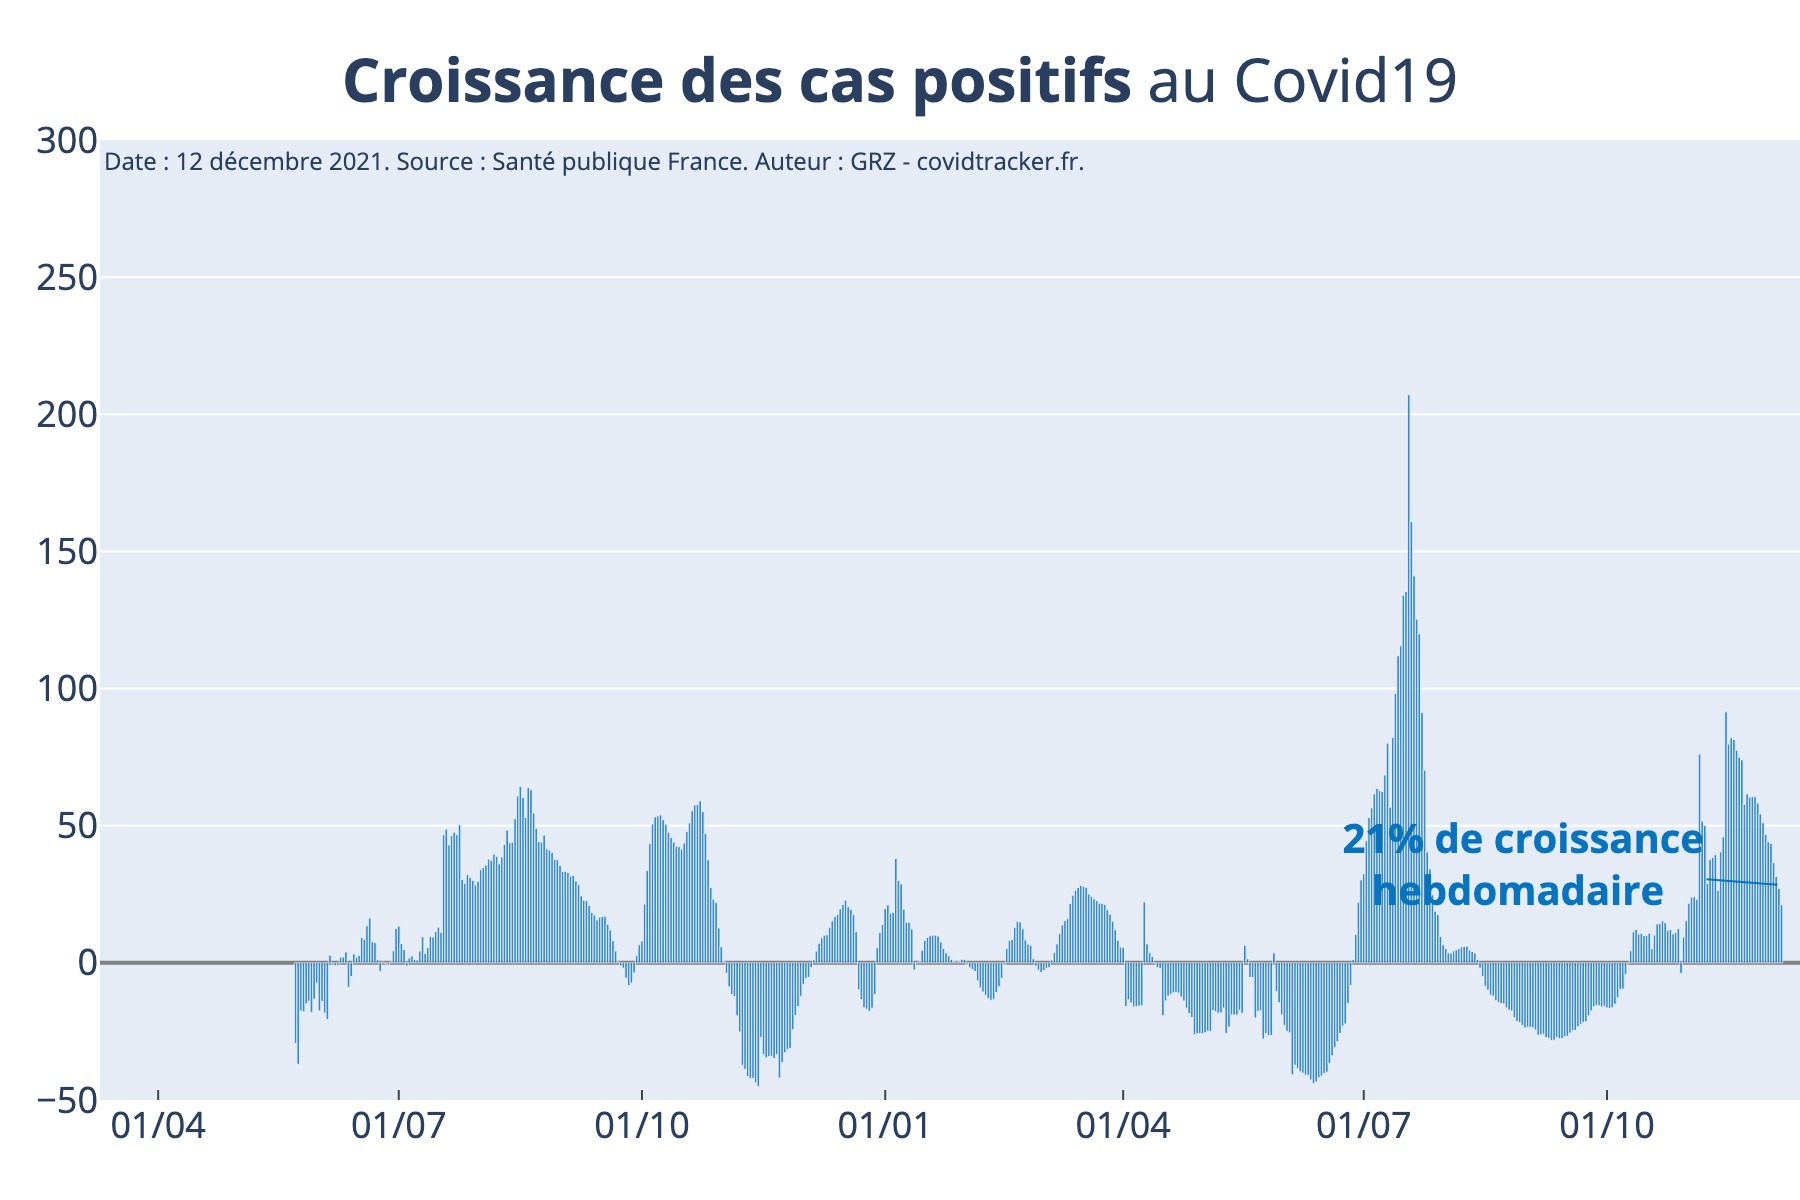 Croissance des cas positifs au Covid19
300
Date : 12 décembre 2021. Source : Santé publique France. Auteur : GRZ - covidtracker.fr.
250
200
150
100
50
21% de croissance
hebdomadaire
0
−50
01/04 01/07 01/10 01/01 01/04 01/07 01/10